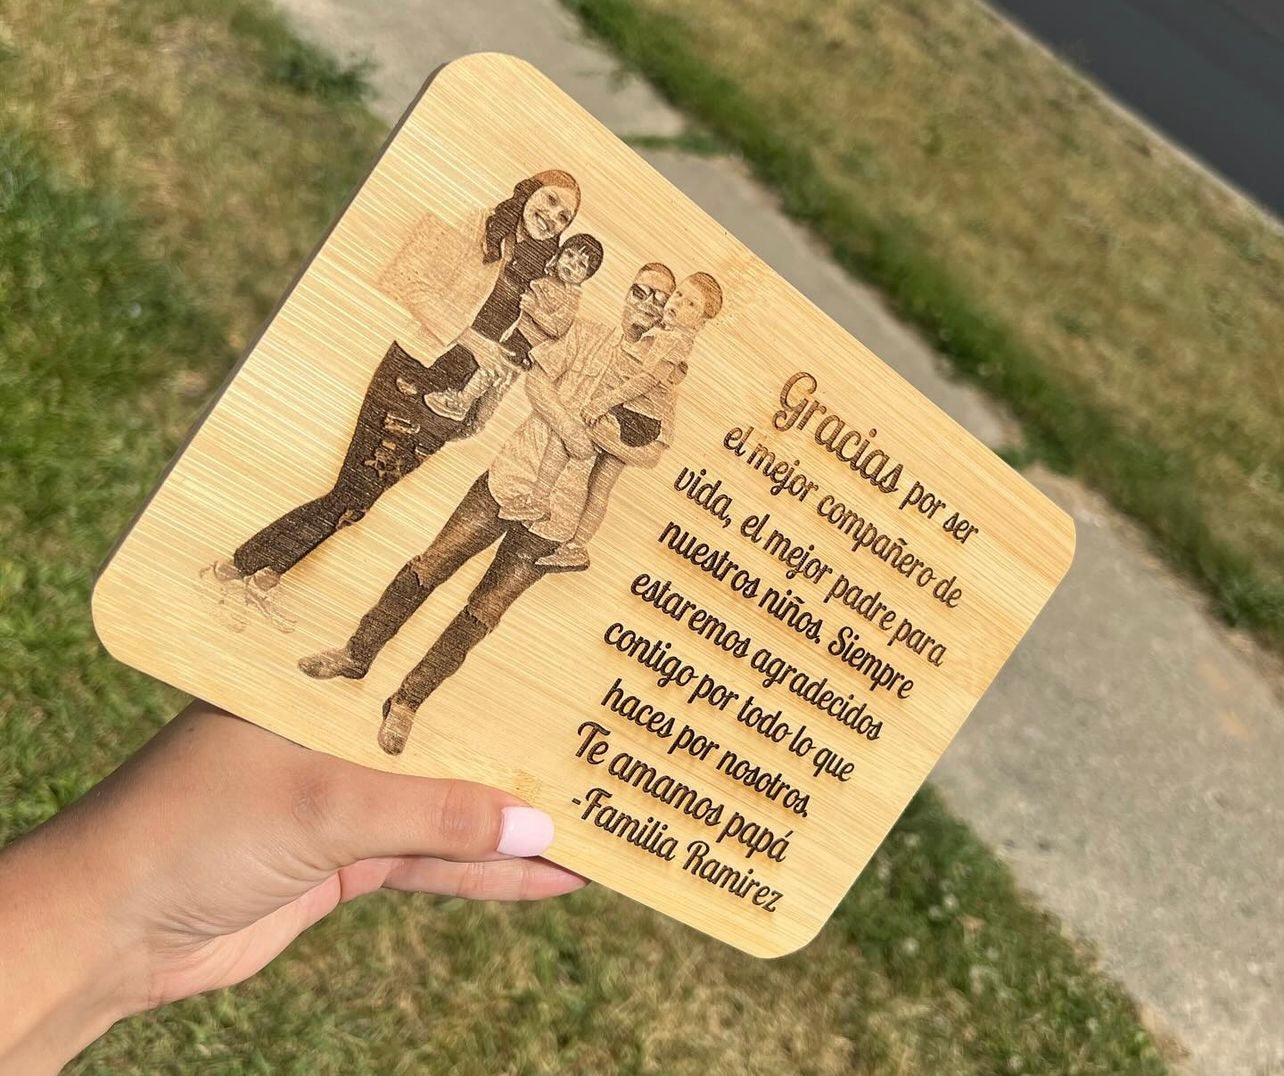 Gracias por ser
el mejor compañero de
vida, el mejor padre para
nuestros niños. Siempre
estaremos agradecidos
contigo por todo lo que
haces por nosotros.
Te amamos papá
-Familia Ramirez